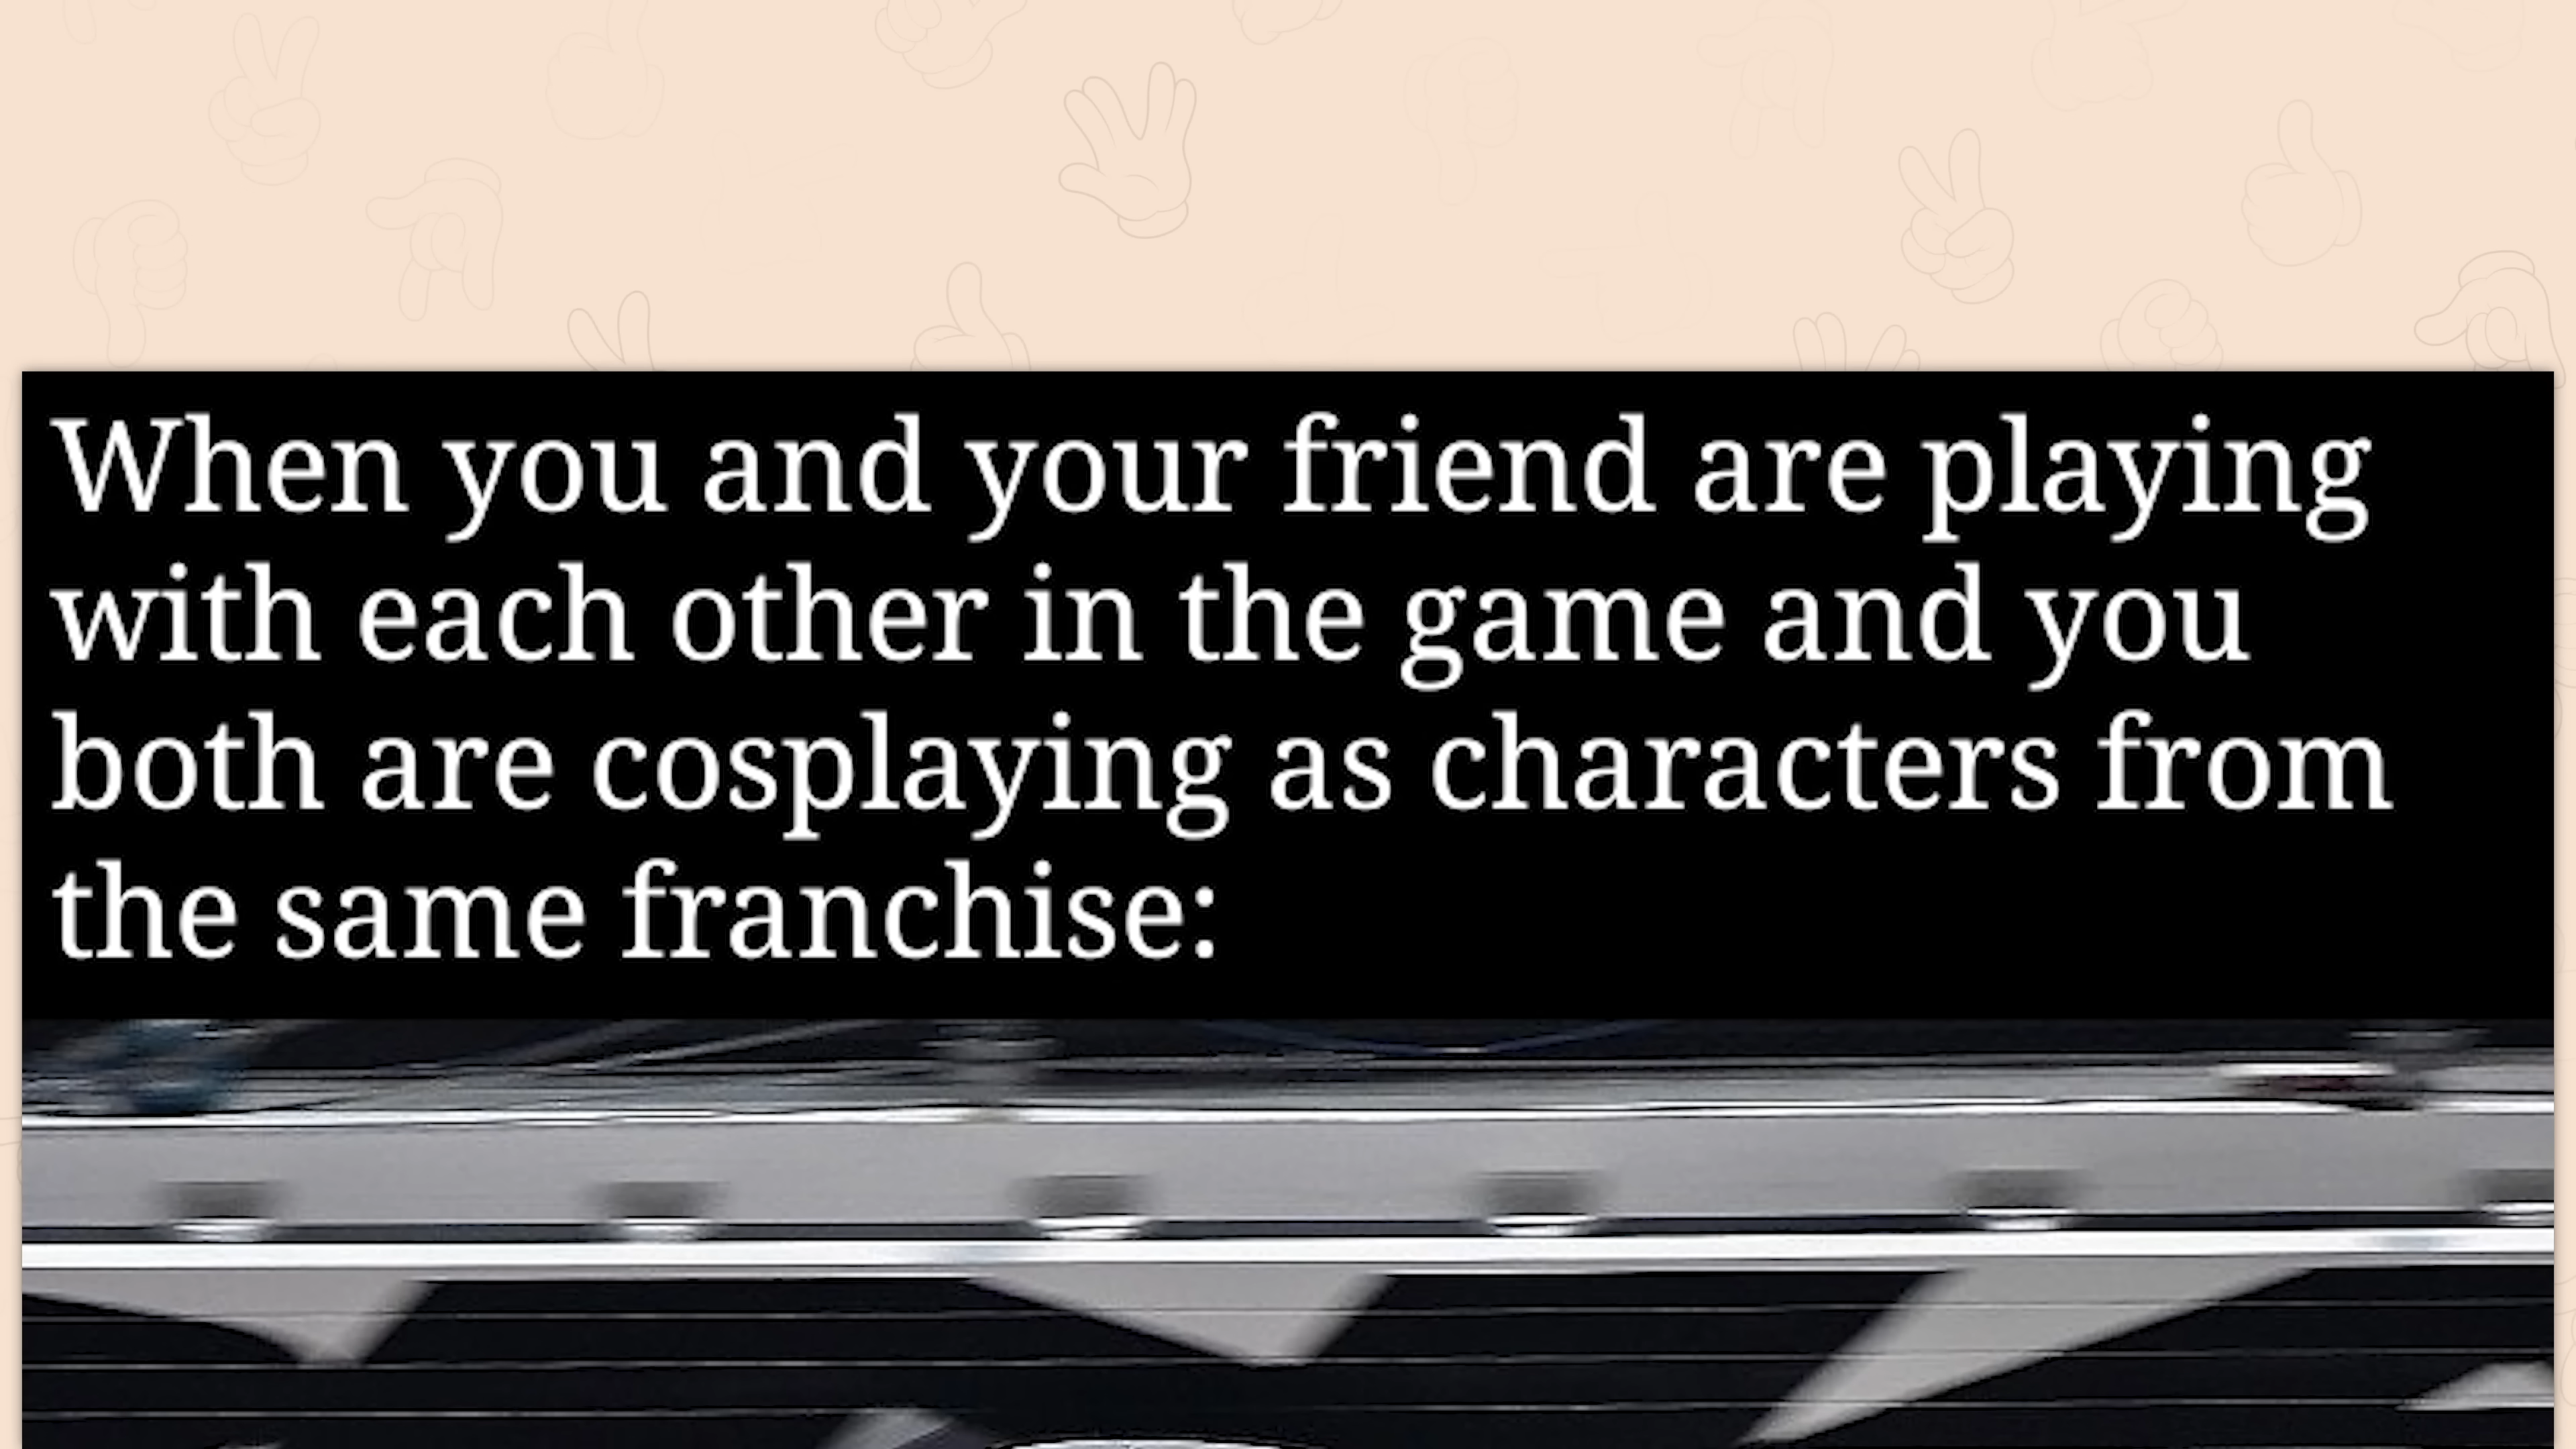 When you and your friend are playing
with each other in the game and you
both are cosplaying as characters from
the same franchise: